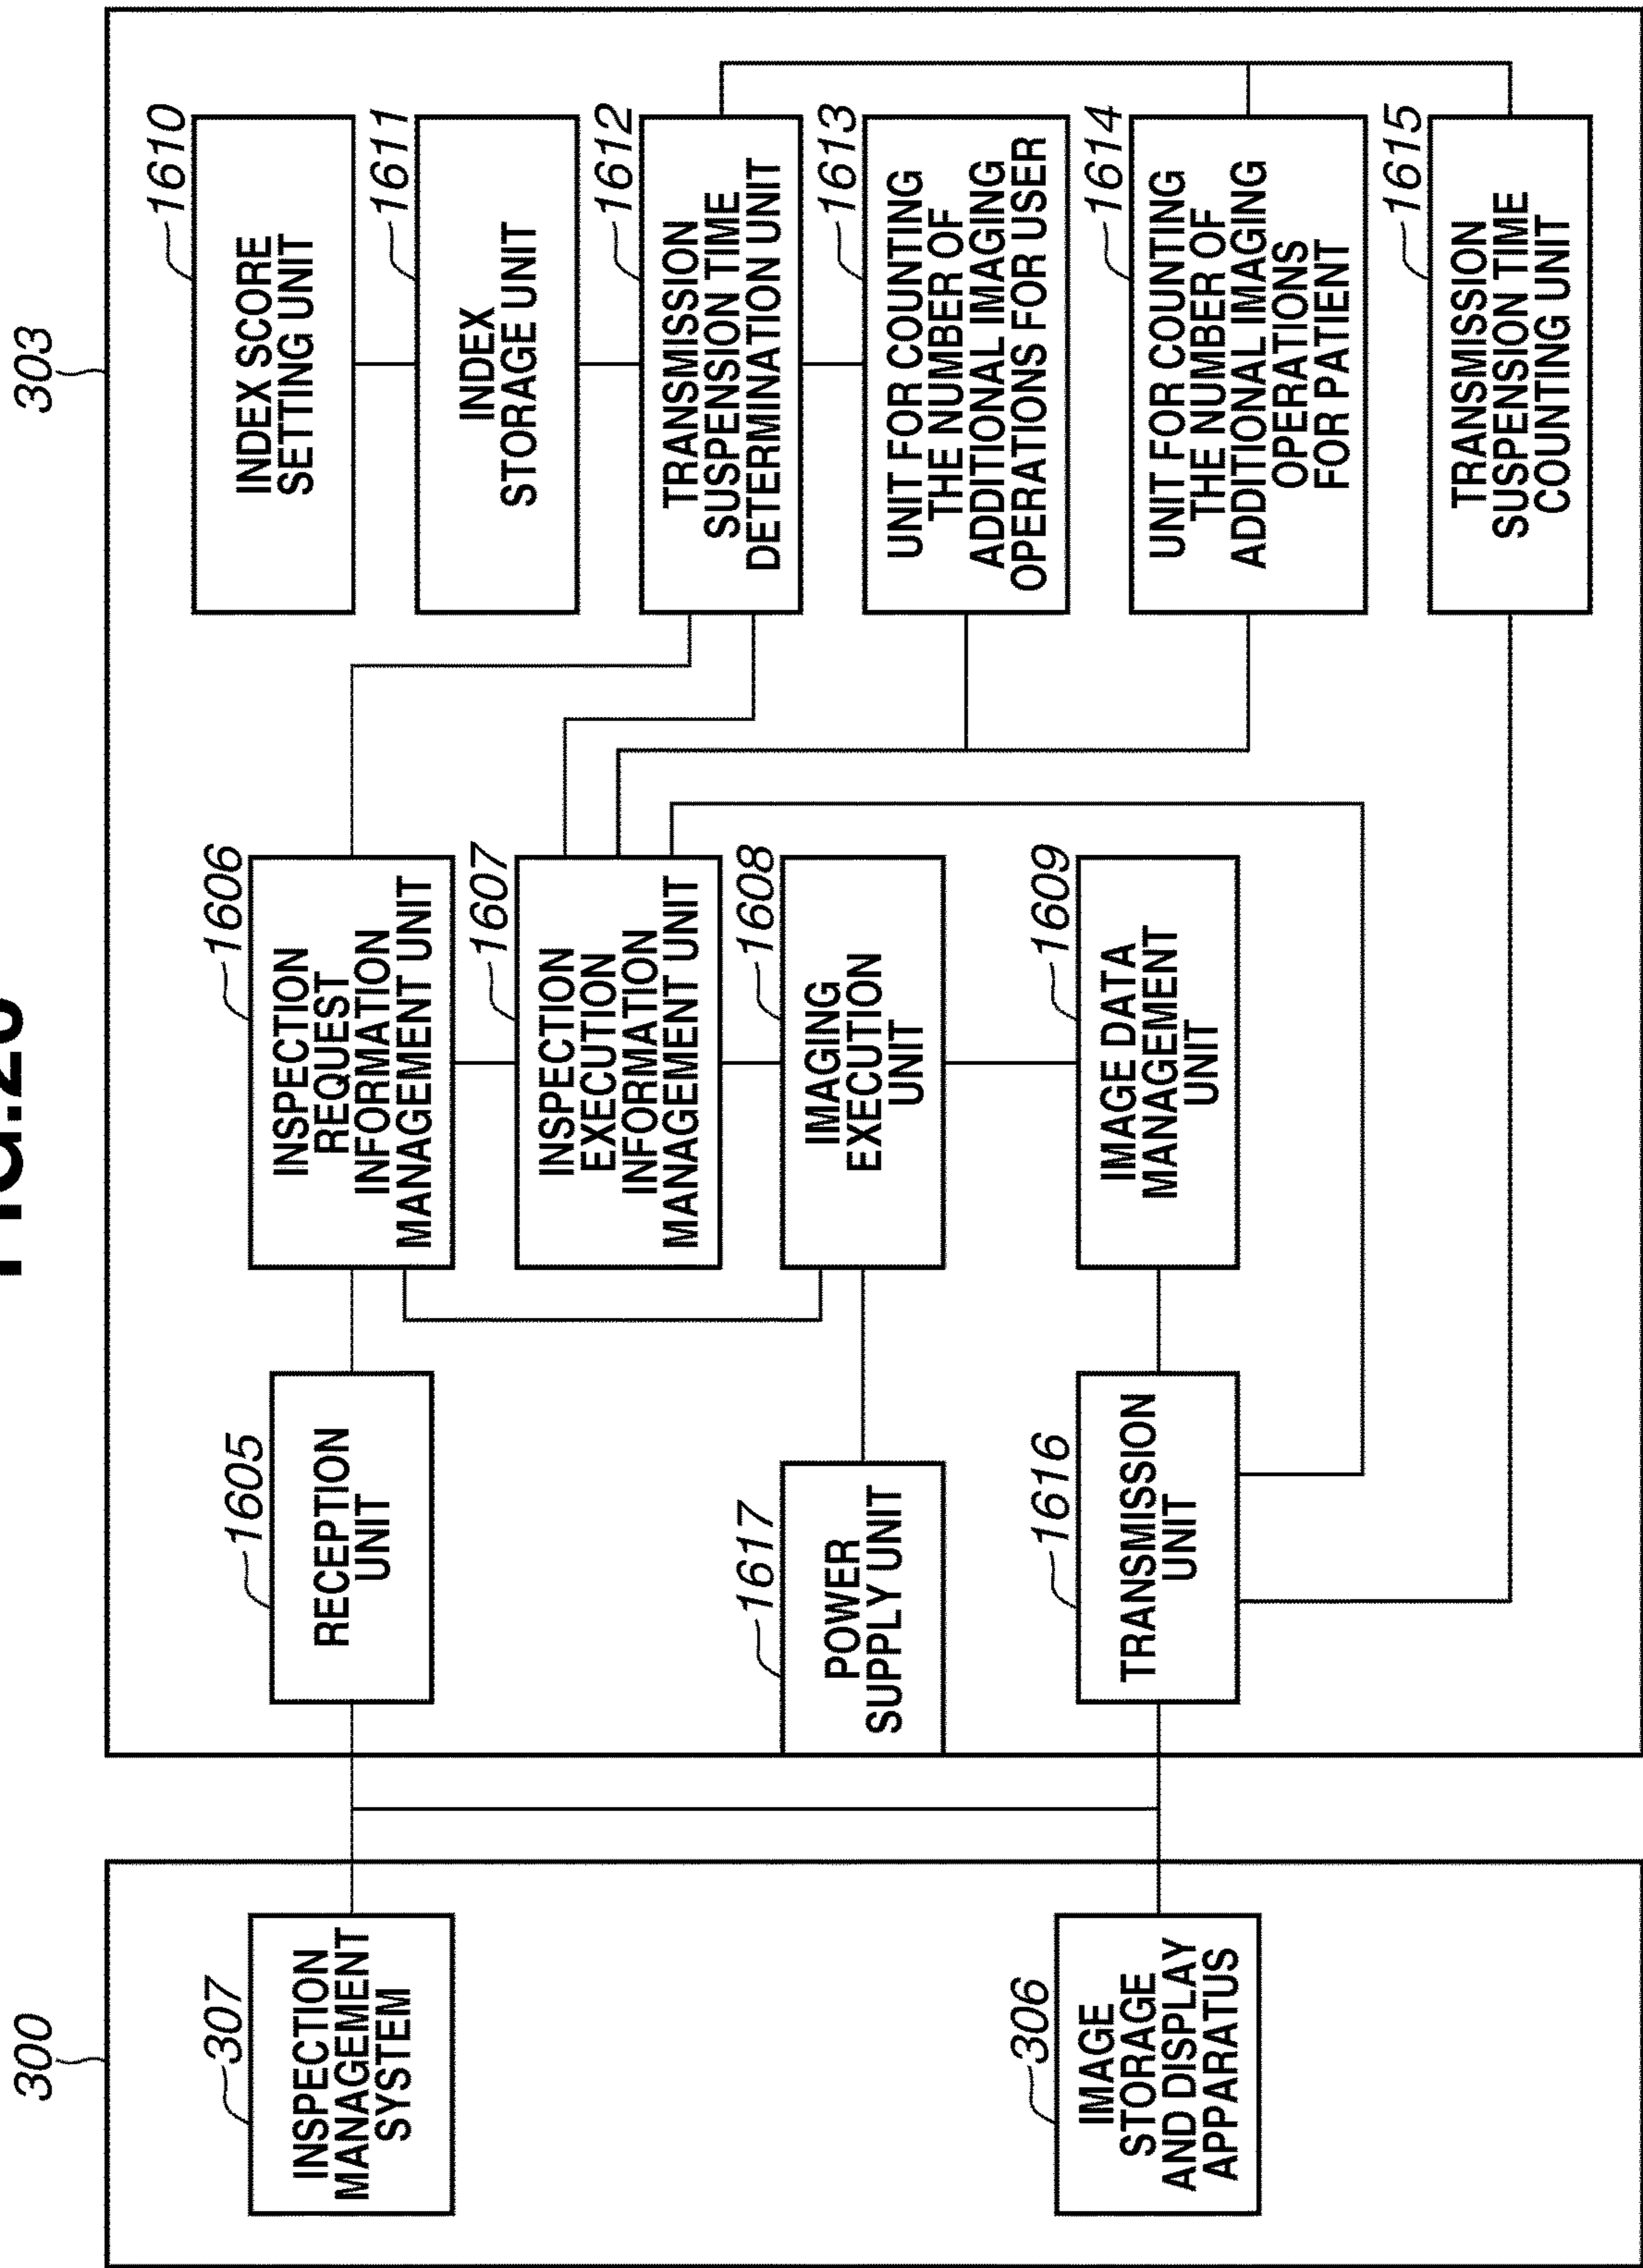 300
303
307
INSPECTION
MANAGEMENT
SYSTEM
306
IMAGE
STORAGE
AND DISPLAY
APPARATUS
1605
RECEPTION
UNIT
1617
POWER
SUPPLY UNIT
1616
TRANSMISSION
UNIT
1606
INSPECTION
REQUEST
INFORMATION
MANAGEMENT UNIT
1607
INSPECTION
EXECUTION
INFORMATION
MANAGEMENT UNIT
1608
IMAGING
EXECUTION
UNIT
1609
IMAGE DATA
MANAGEMENT
UNIT
1610
INDEX SCORE
SETTING UNIT
1611
INDEX
STORAGE UNIT
1612
TRANSMISSION
SUSPENSION TIME
DETERMINATION UNIT
1613
UNIT FOR COUNTING
THE NUMBER OF
ADDITIONAL IMAGING
OPERATIONS FOR USER
1614
UNIT FOR COUNTING
THE NUMBER OF
ADDITIONAL IMAGING
OPERATIONS
FOR PATIENT
1615
TRANSMISSION
SUSPENSION TIME
COUNTING UNIT